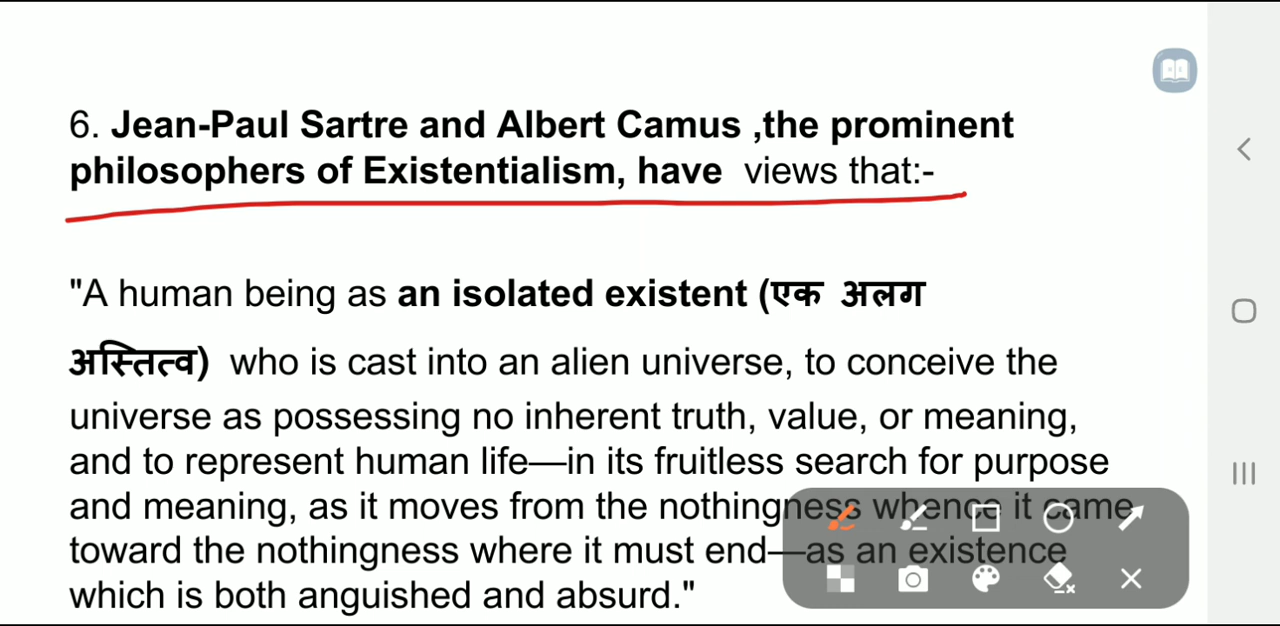 6. Jean-Paul Sartre and Albert Camus ,the prominent
philosophers of Existentialism, have views that:-
"A human being as an isolated existent (एक अलग
अस्तित्व) who is cast into an alien universe, to conceive the
universe as possessing no inherent truth, value, or meaning,
and to represent human life—in its fruitless search for purpose
and meaning, as it moves from the nothingness whence it came
toward the nothingness where it must end—as an existence
which is both anguished and absurd."